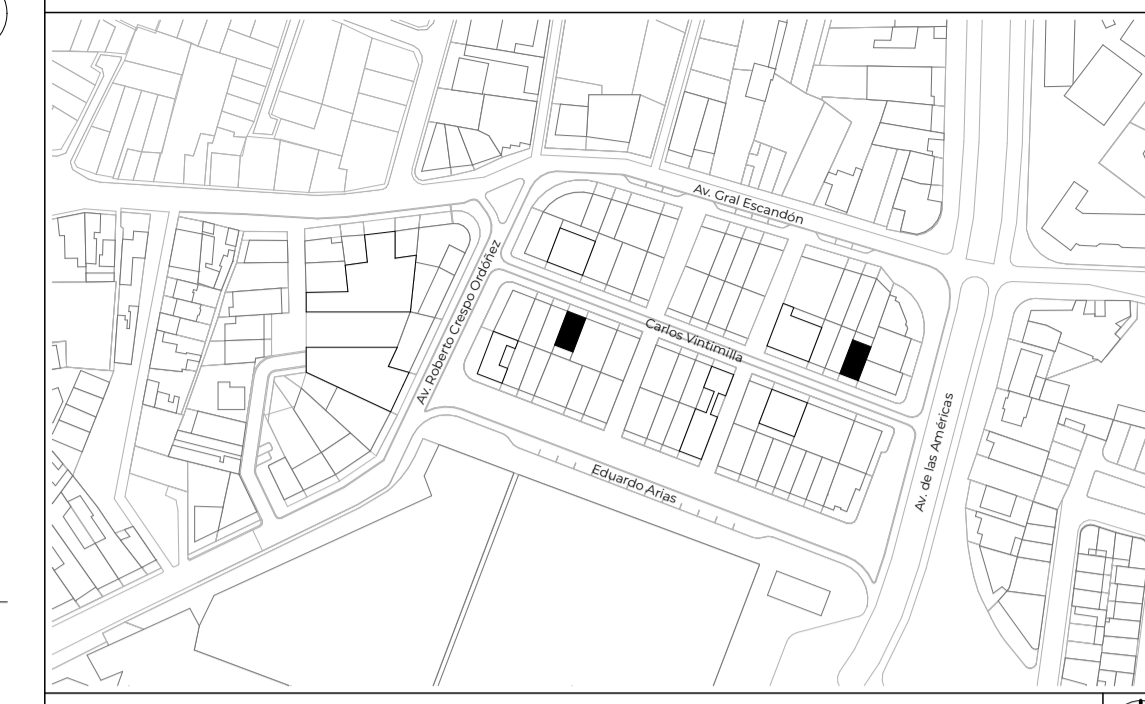 Av. Gral Escandón
Av. Roberto Crespo Ordóñez
Carlos Vintimilla
Eduardo Arias
Av. de las Américas